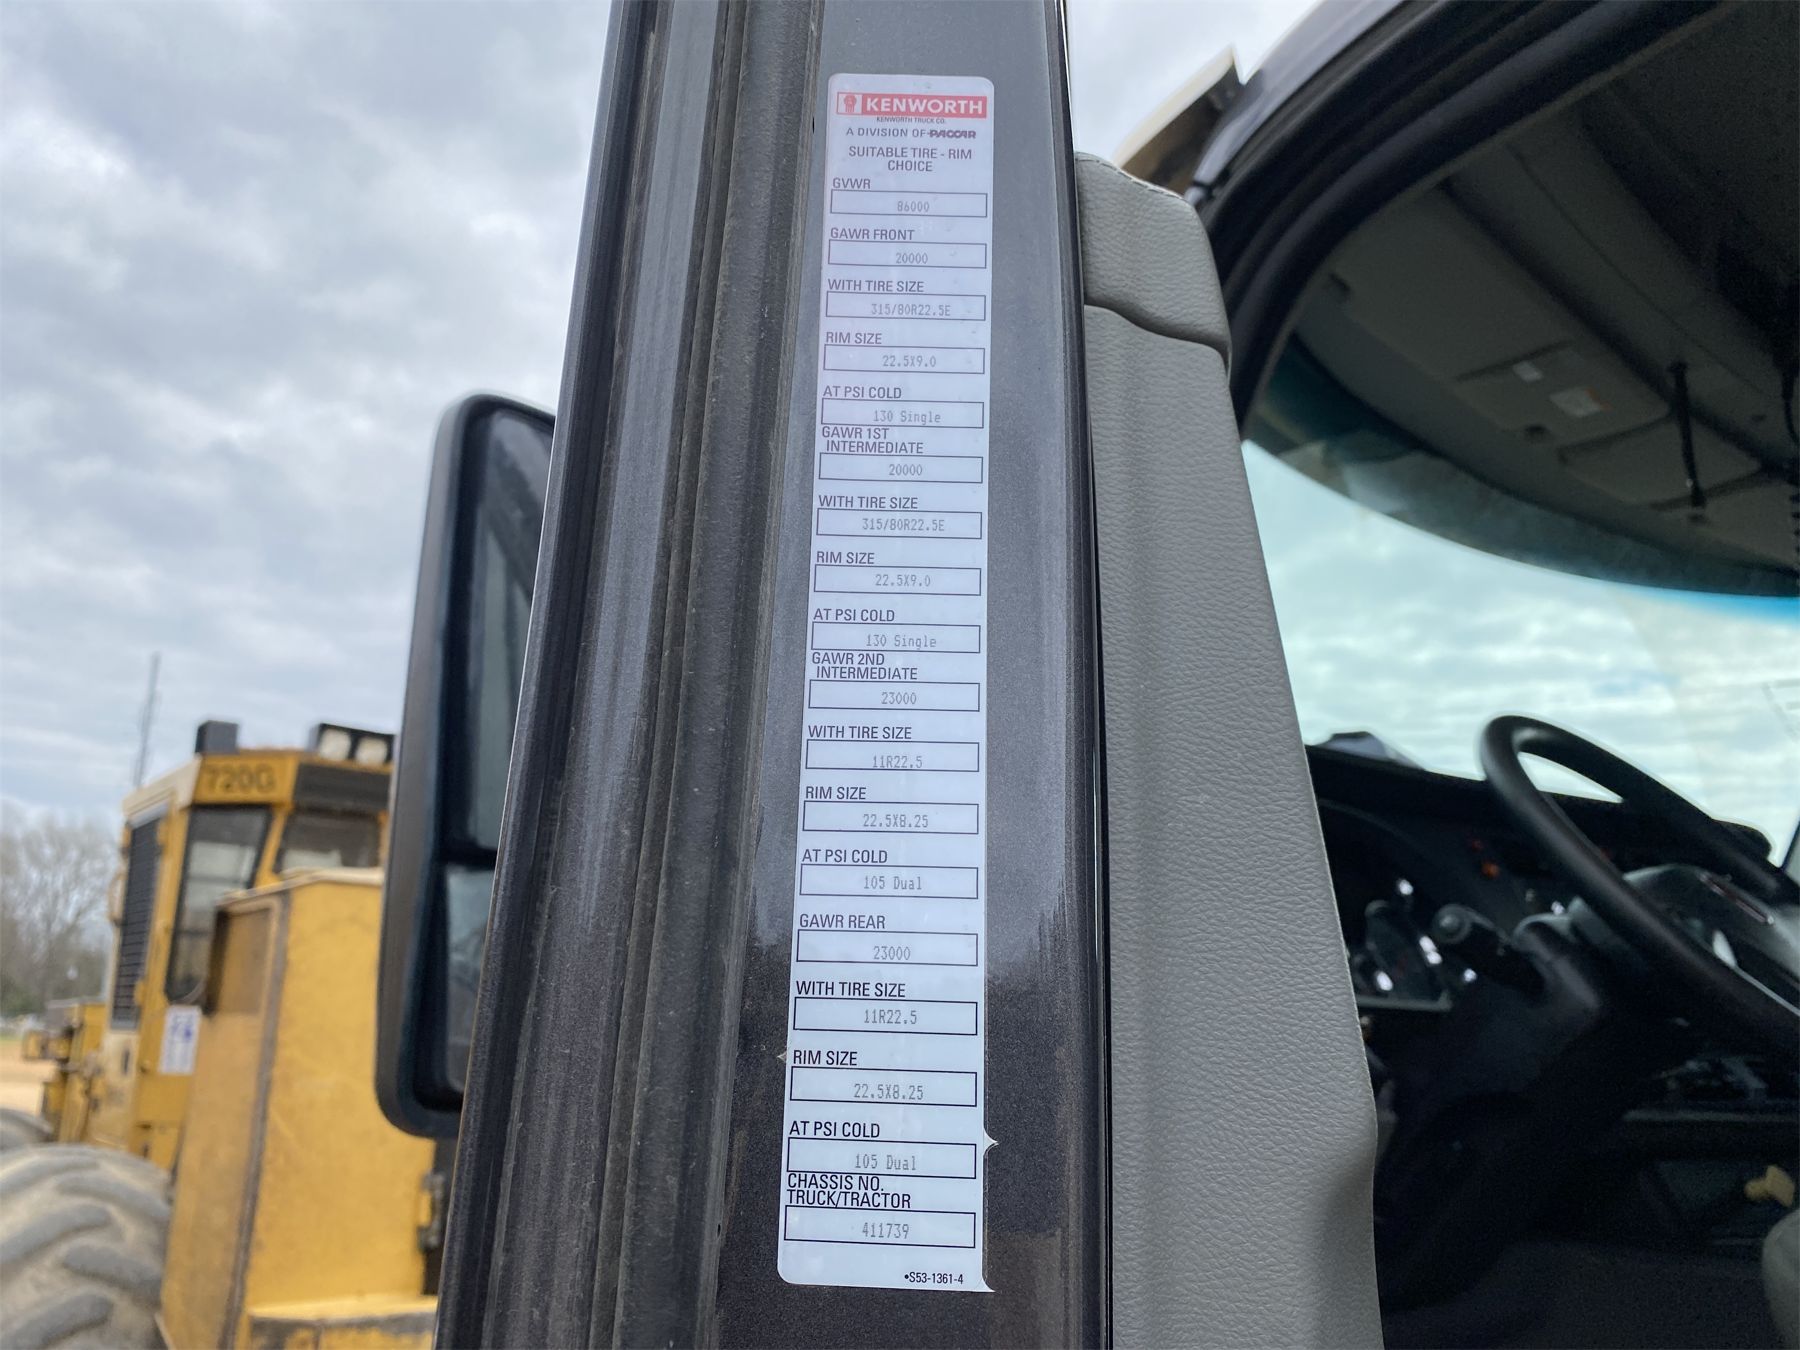 KENWORTH
KENWORTH TRUCK CO.
A DIVISION OF PACCAR
SUITABLE TIRE - RIM
CHOICE
GVWR
86000
GAWR FRONT
20000
WITH TIRE SIZE
315/80R22.5E
RIM SIZE
22.5X9.0
AT PSI COLD
130 Single
GAWR 1ST
INTERMEDIATE
20000
WITH TIRE SIZE
315/80R22.5E
RIM SIZE
22.5X9.0
AT PSI COLD
130 Single
GAWR 2ND
INTERMEDIATE
23000
WITH TIRE SIZE
11R22.5
RIM SIZE
22.5X8.25
AT PSI COLD
105 Dual
GAWR REAR
23000
WITH TIRE SIZE
11R22.5
RIM SIZE
22.5X8.25
AT PSI COLD
105 Dual
CHASSIS NO.
TRUCK/TRACTOR
411739
•S53-1361-4
720G